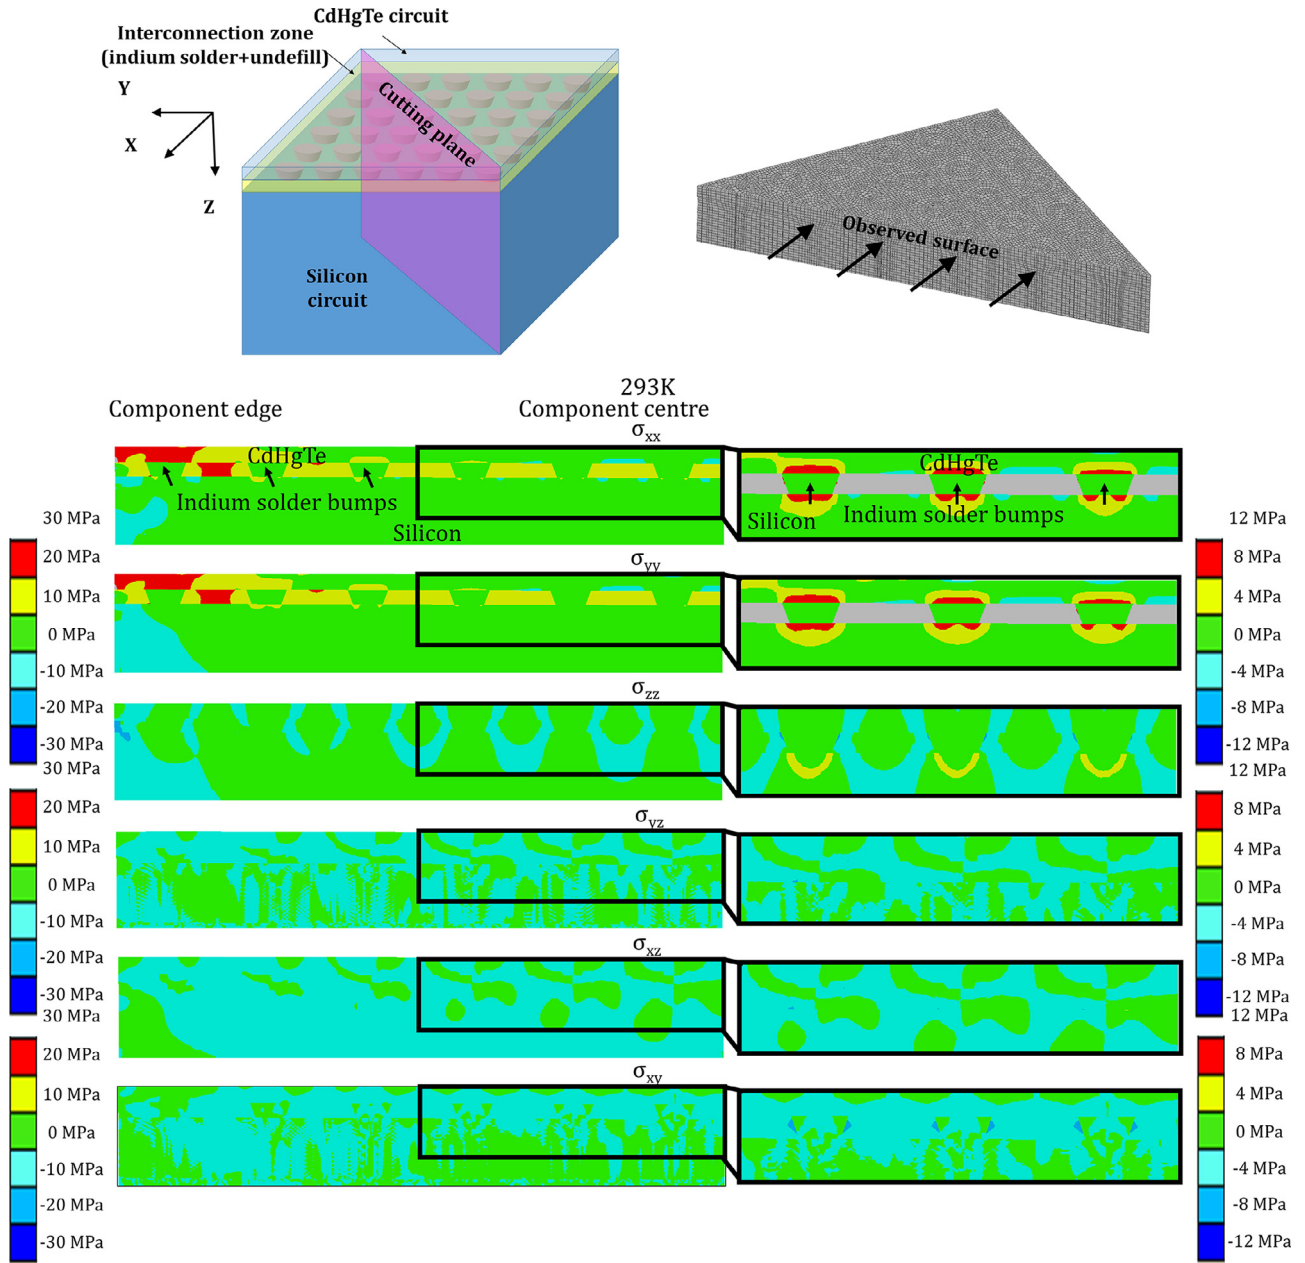 CdHgTe circuit
Interconnection zone
(indium solder+undefill)
Y
X
Z
Cutting plane
Silicon
circuit
Observed surface
293K
Component edge
Component centre
σxx
CdHgTe
Indium solder bumps
Silicon
CdHgTe
Silicon
Indium solder bumps
30 MPa
20 MPa
10 MPa
0 MPa
-10 MPa
-20 MPa
-30 MPa
12 MPa
8 MPa
4 MPa
0 MPa
-4 MPa
-8 MPa
-12 MPa
σyy
σzz
30 MPa
20 MPa
10 MPa
0 MPa
-10 MPa
-20 MPa
-30 MPa
12 MPa
8 MPa
4 MPa
0 MPa
-4 MPa
-8 MPa
-12 MPa
σyz
σxz
30 MPa
20 MPa
10 MPa
0 MPa
-10 MPa
-20 MPa
-30 MPa
12 MPa
8 MPa
4 MPa
0 MPa
-4 MPa
-8 MPa
-12 MPa
σxy